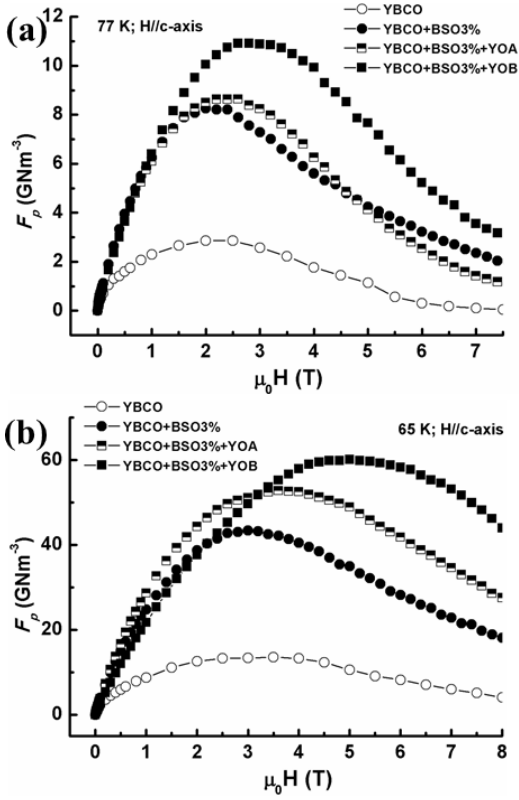 (a)
77 K; H//c-axis
YBCO
YBCO+BSO3%
YBCO+BSO3%+YOA
YBCO+BSO3%+YOB
12
10
8
6
4
2
0
Fp (GNm-3)
0 1 2 3 4 5 6 7
μ0H (T)
(b)
YBCO
YBCO+BSO3%
YBCO+BSO3%+YOA
YBCO+BSO3%+YOB
65 K; H//c-axis
60
40
20
0
Fp (GNm-3)
0 1 2 3 4 5 6 7 8
μ0H (T)